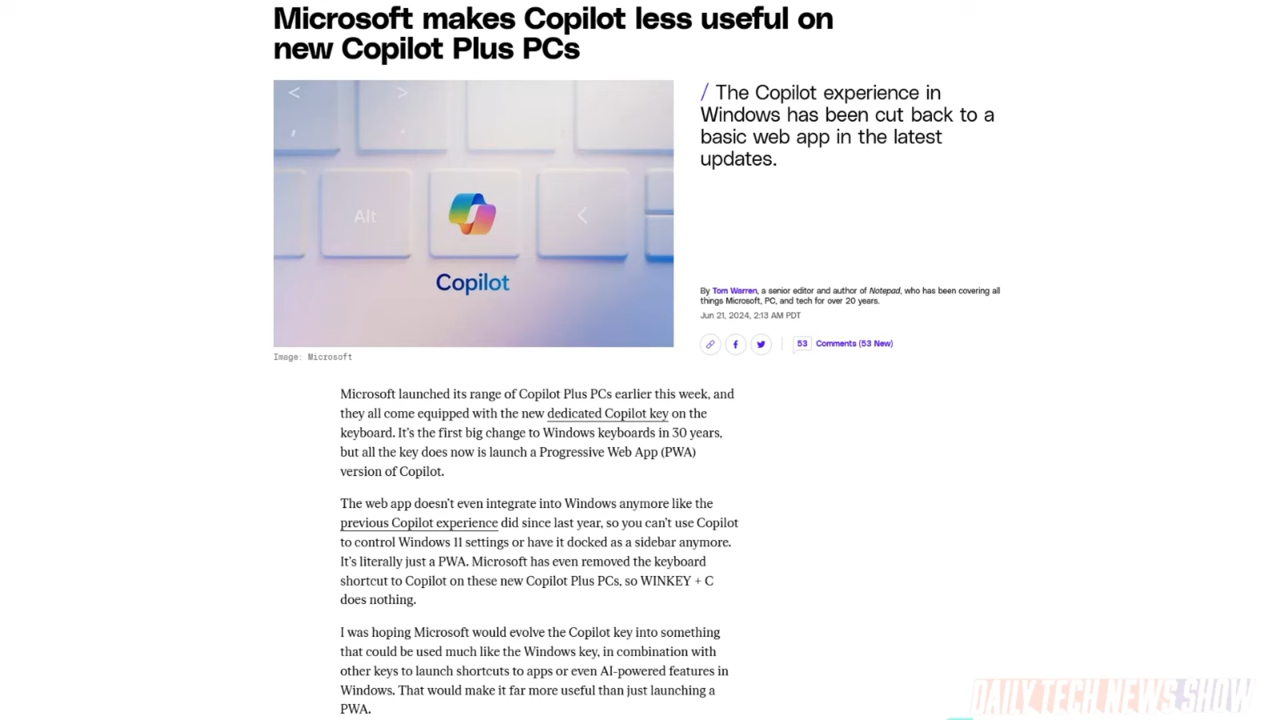 Microsoft makes Copilot less useful on
new Copilot Plus PCs
< >
, .
Alt
<
Copilot
Image: Microsoft
/ The Copilot experience in
Windows has been cut back to a
basic web app in the latest
updates.
By Tom Warren, a senior editor and author of Notepad, who has been covering all
things Microsoft, PC, and tech for over 20 years.
Jun 21, 2024, 2:13 AM PDT
53 Comments (53 New)
Microsoft launched its range of Copilot Plus PCs earlier this week, and
they all come equipped with the new dedicated Copilot key on the
keyboard. It’s the first big change to Windows keyboards in 30 years,
but all the key does now is launch a Progressive Web App (PWA)
version of Copilot.
The web app doesn’t even integrate into Windows anymore like the
previous Copilot experience did since last year, so you can’t use Copilot
to control Windows 11 settings or have it docked as a sidebar anymore.
It’s literally just a PWA. Microsoft has even removed the keyboard
shortcut to Copilot on these new Copilot Plus PCs, so WINKEY + C
does nothing.
I was hoping Microsoft would evolve the Copilot key into something
that could be used much like the Windows key, in combination with
other keys to launch shortcuts to apps or even AI-powered features in
Windows. That would make it far more useful than just launching a
PWA.
DAILY TECH NEWS SHOW